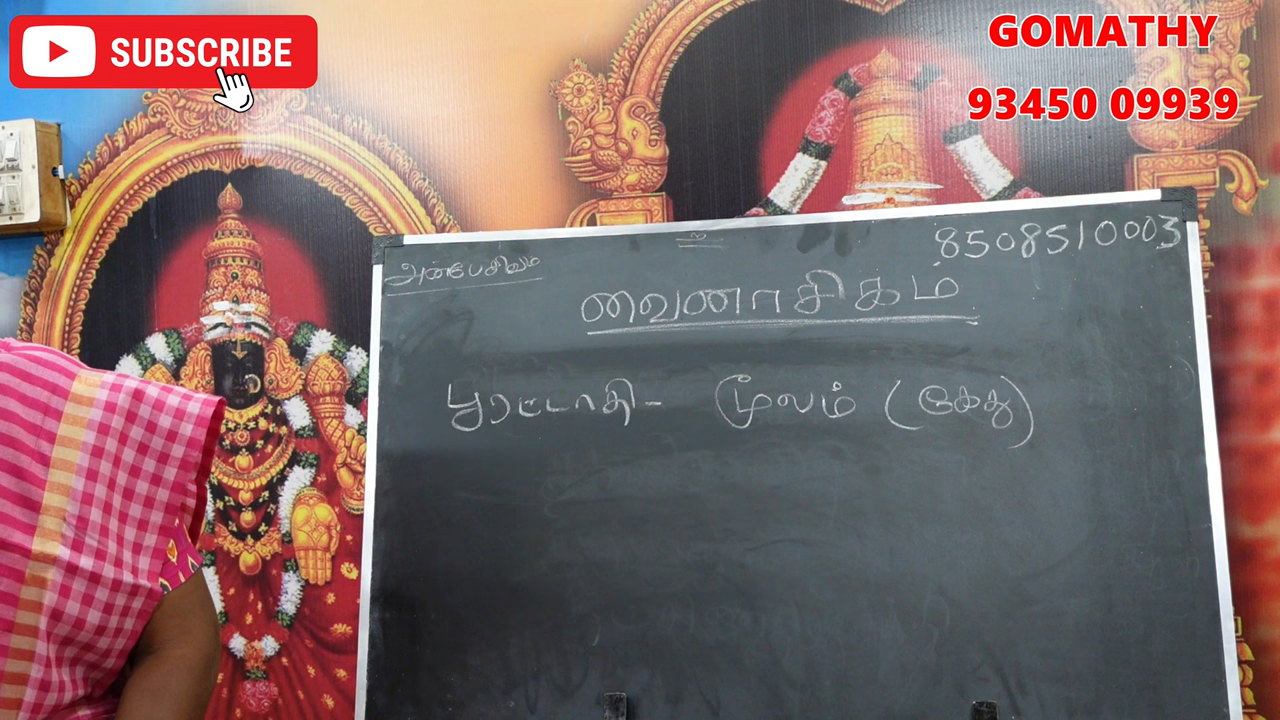 SUBSCRIBE
GOMATHY
93450 09939
உ
8508510003
அன்பேசிவம்
வைணாசிகம்
பூரட்டாதி - மூலம் (கேது)